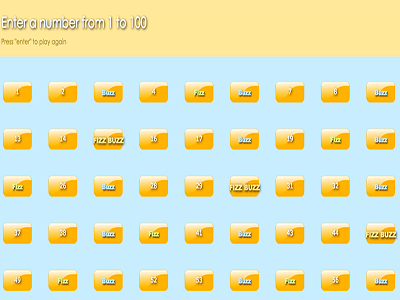 Enter a number from 1 to 100
Press "enter" to play again
1 2 Buzz 4 Fizz Buzz 7 8 Buzz
13 14 FIZZ BUZZ 16 17 Buzz 19 Fizz Buzz
Fizz 26 Buzz 28 29 FIZZ BUZZ 31 32 Buzz
37 38 Buzz Fizz 41 Buzz 43 44 FIZZ BUZZ
49 Fizz Buzz 52 53 Buzz Fizz 56 Buzz